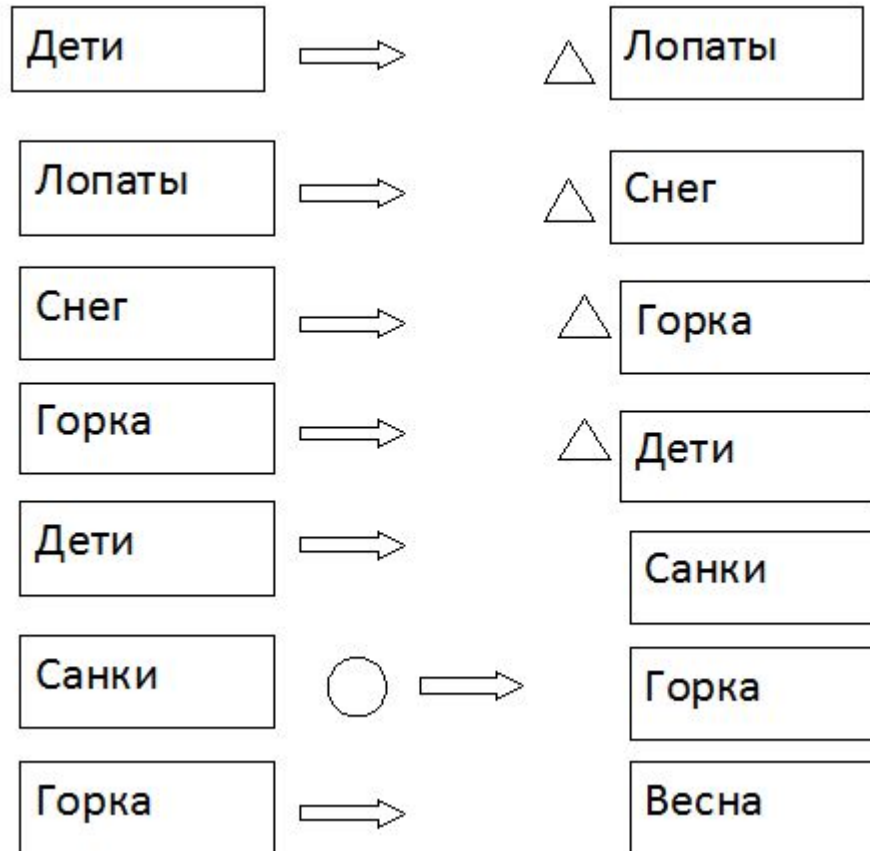 Дети Лопаты
Лопаты Снег
Снег Горка
Горка Дети
Дети Санки
Санки Горка
Горка Весна